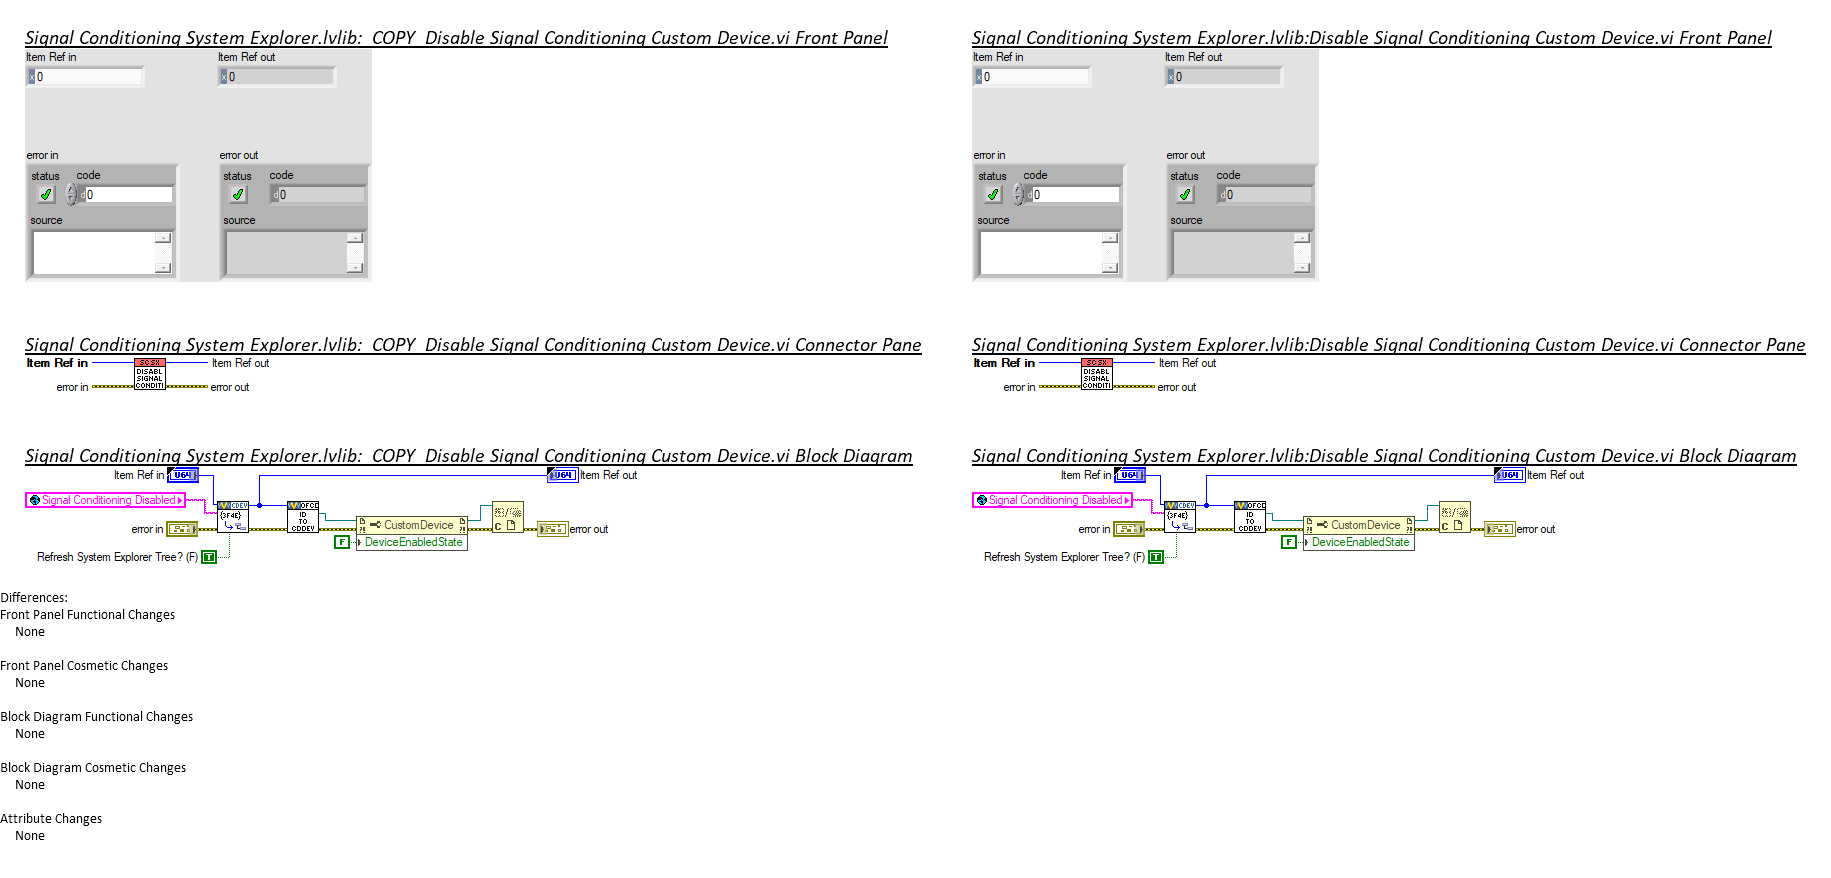 Signal Conditioning System Explorer.lvlib:  COPY  Disable Signal Conditioning Custom Device.vi Front Panel
Item Ref in
Item Ref out
x 0
x 0
error in
error out
status
code
status
code
d 0
d 0
source
source
Signal Conditioning System Explorer.lvlib:  COPY  Disable Signal Conditioning Custom Device.vi Connector Pane
Item Ref in
Item Ref out
SCSX
DISABL
SIGNAL
CONDITI
error in
error out
Signal Conditioning System Explorer.lvlib:  COPY  Disable Signal Conditioning Custom Device.vi Block Diagram
Item Ref in
U64
U64
Item Ref out
Signal Conditioning Disabled
CDEV
{3F4E}
OFCD
ID
TO
CDDEV
CustomDevice
DeviceEnabledState
F
C
error in
error out
Refresh System Explorer Tree? (F)
T
Differences:
Front Panel Functional Changes
None
Front Panel Cosmetic Changes
None
Block Diagram Functional Changes
None
Block Diagram Cosmetic Changes
None
Attribute Changes
None
Signal Conditioning System Explorer.lvlib:Disable Signal Conditioning Custom Device.vi Front Panel
Item Ref in
Item Ref out
x 0
x 0
error in
error out
status
code
status
code
d 0
d 0
source
source
Signal Conditioning System Explorer.lvlib:Disable Signal Conditioning Custom Device.vi Connector Pane
Item Ref in
Item Ref out
SCSX
DISABL
SIGNAL
CONDITI
error in
error out
Signal Conditioning System Explorer.lvlib:Disable Signal Conditioning Custom Device.vi Block Diagram
Item Ref in
U64
U64
Item Ref out
Signal Conditioning Disabled
CDEV
{3F4E}
OFCD
ID
TO
CDDEV
CustomDevice
DeviceEnabledState
F
C
error in
error out
Refresh System Explorer Tree? (F)
T